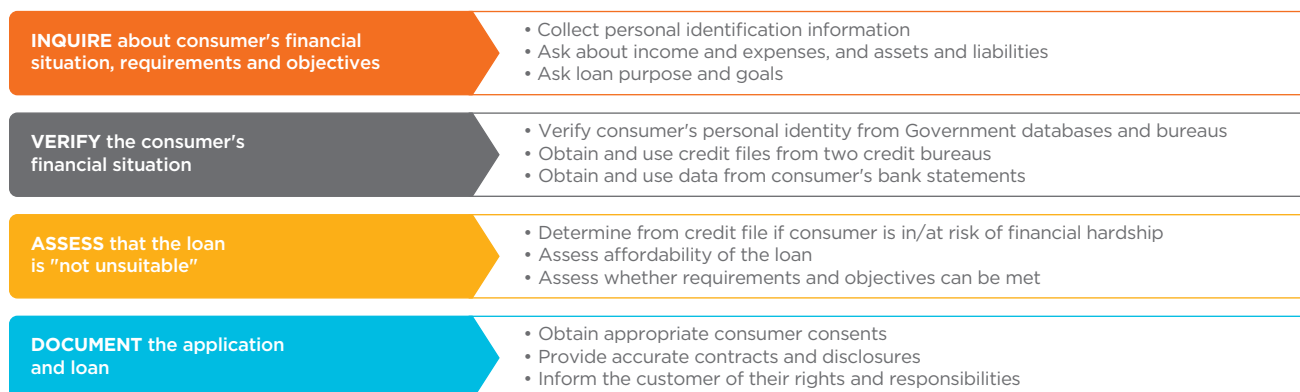 INQUIRE about consumer's financial
situation, requirements and objectives
• Collect personal identification information
• Ask about income and expenses, and assets and liabilities
• Ask loan purpose and goals
VERIFY the consumer's
financial situation
• Verify consumer's personal identity from Government databases and bureaus
• Obtain and use credit files from two credit bureaus
• Obtain and use data from consumer's bank statements
ASSESS that the loan
is "not unsuitable"
• Determine from credit file if consumer is in/at risk of financial hardship
• Assess affordability of the loan
• Assess whether requirements and objectives can be met
DOCUMENT the application
and loan
• Obtain appropriate consumer consents
• Provide accurate contracts and disclosures
• Inform the customer of their rights and responsibilities